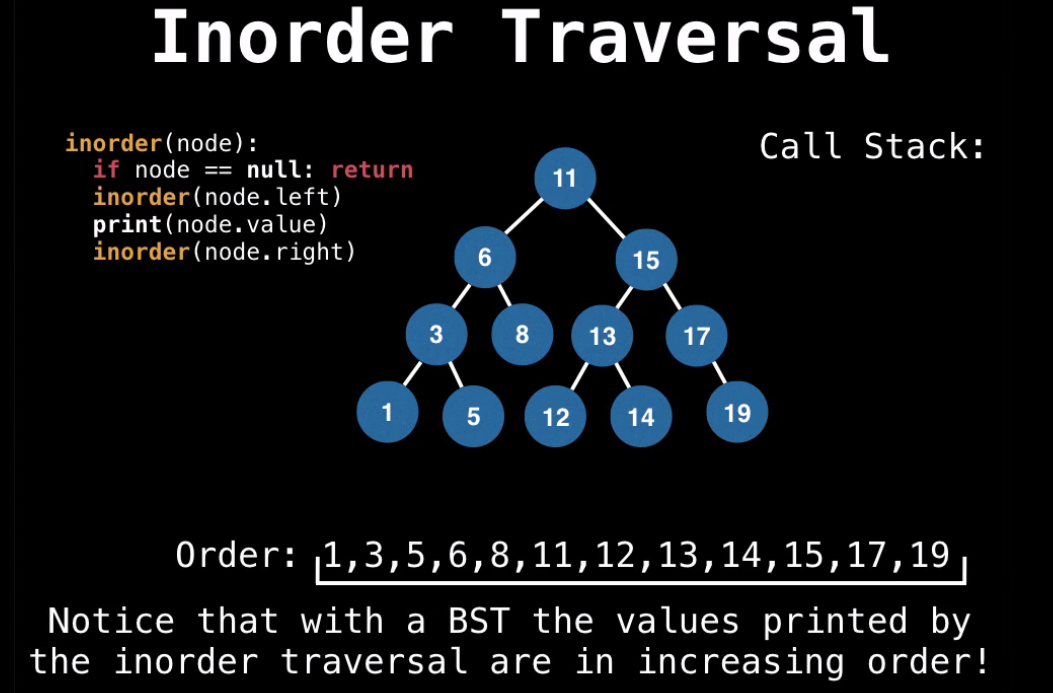 Inorder Traversal
inorder(node):
  if node == null: return
  inorder(node.left)
  print(node.value)
  inorder(node.right)
Call Stack:
11
6
15
3
8
13
17
1
5
12
14
19
Order: 1,3,5,6,8,11,12,13,14,15,17,19
Notice that with a BST the values printed by
the inorder traversal are in increasing order!